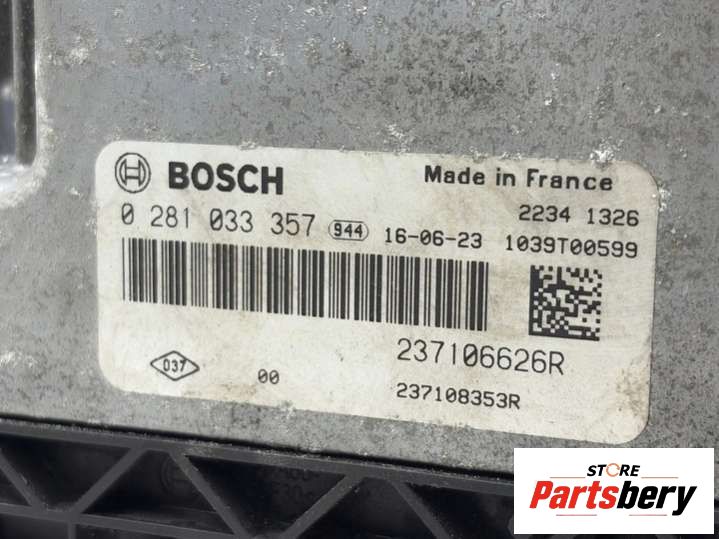 BOSCH Made in France
0 281 033 357 944 16-06-23 2234 1326
1039T00599
237106626R
037 00 237108353R
STORE
Partsbery